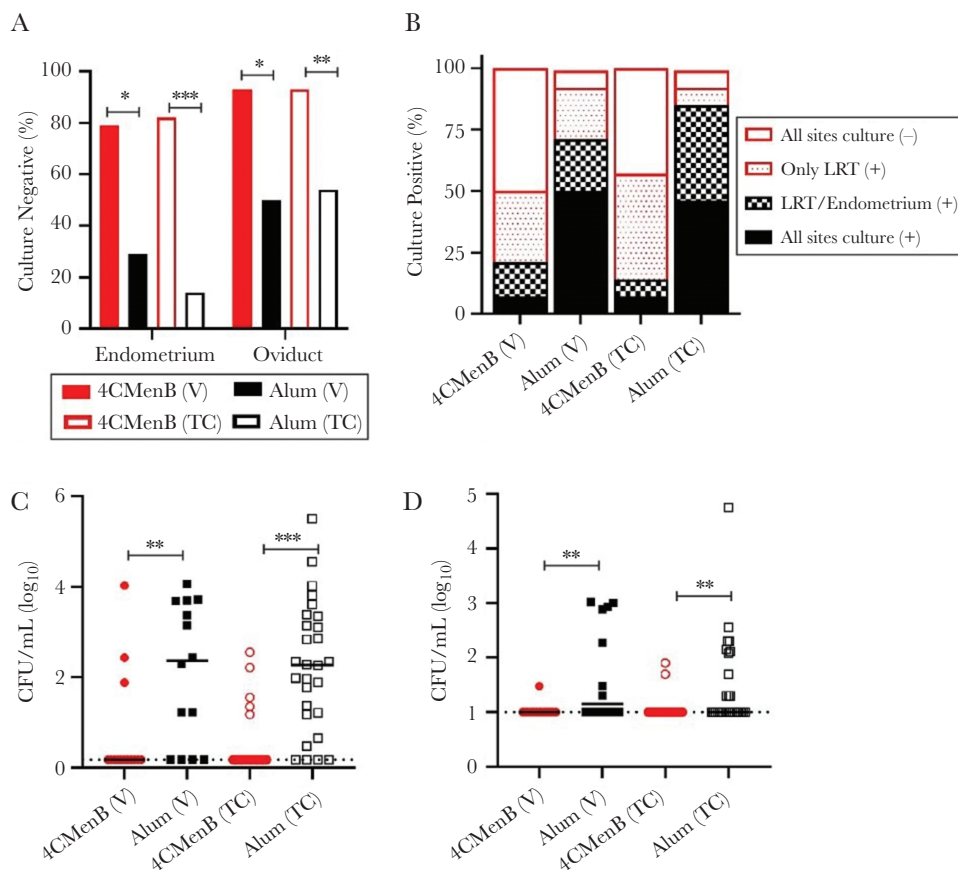 A
Culture Negative (%)
100
80
60
40
20
0
*
***
*
**
Endometrium
Oviduct
4CMenB (V)
Alum (V)
4CMenB (TC)
Alum (TC)
B
Culture Positive (%)
100
75
50
25
0
4CMenB (V)
Alum (V)
4CMenB (TC)
Alum (TC)
All sites culture (–)
Only LRT (+)
LRT/Endometrium (+)
All sites culture (+)
C
CFU/mL (log10)
6
4
2
0
**
***
4CMenB (V)
Alum (V)
4CMenB (TC)
Alum (TC)
D
CFU/mL (log10)
5
4
3
2
1
0
**
**
4CMenB (V)
Alum (V)
4CMenB (TC)
Alum (TC)